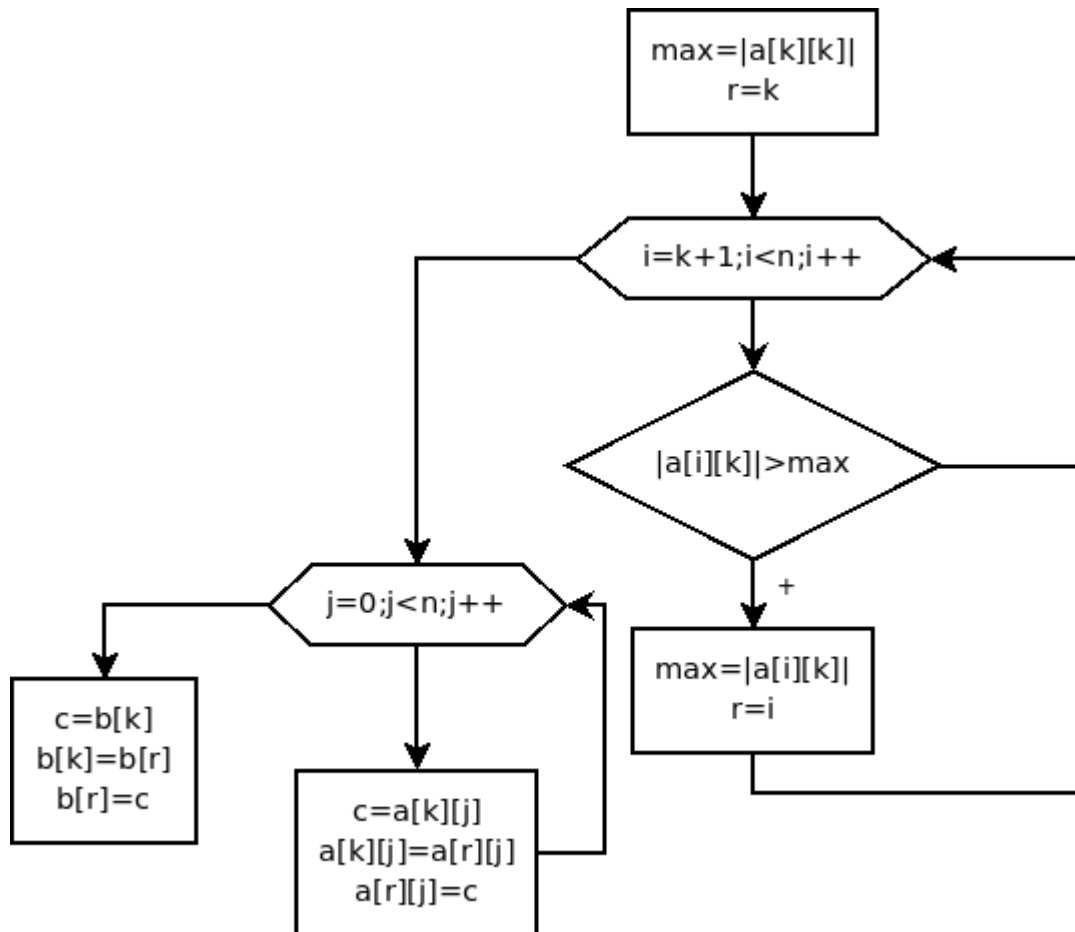 max=|a[k][k]|
r=k
i=k+1;i<n;i++
|a[i][k]|>max
+
max=|a[i][k]|
r=i
j=0;j<n;j++
c=a[k][j]
a[k][j]=a[r][j]
a[r][j]=c
c=b[k]
b[k]=b[r]
b[r]=c